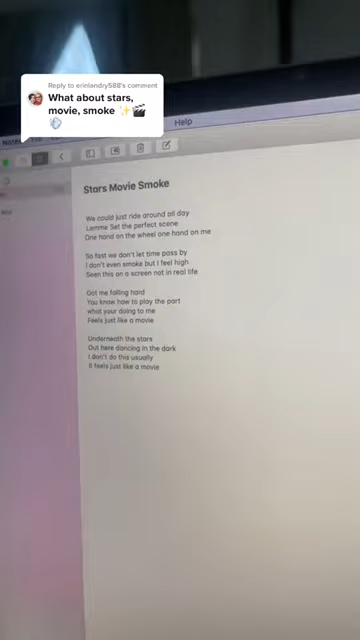 Reply to erinlandry588's comment
What about stars,
movie, smoke ✨🎬
💨
Help
Stars Movie Smoke
We could just ride around all day
Lemme Set the perfect scene
One hand on the wheel one hand on me
So fast we don't let time pass by
I don't even smoke but I feel high
Seen this on a screen not in real life
Got me falling hard
You know how to play the part
what your doing to me
Feels just like a movie
Underneath the stars
Out here dancing in the dark
I don't do this usually
It feels just like a movie